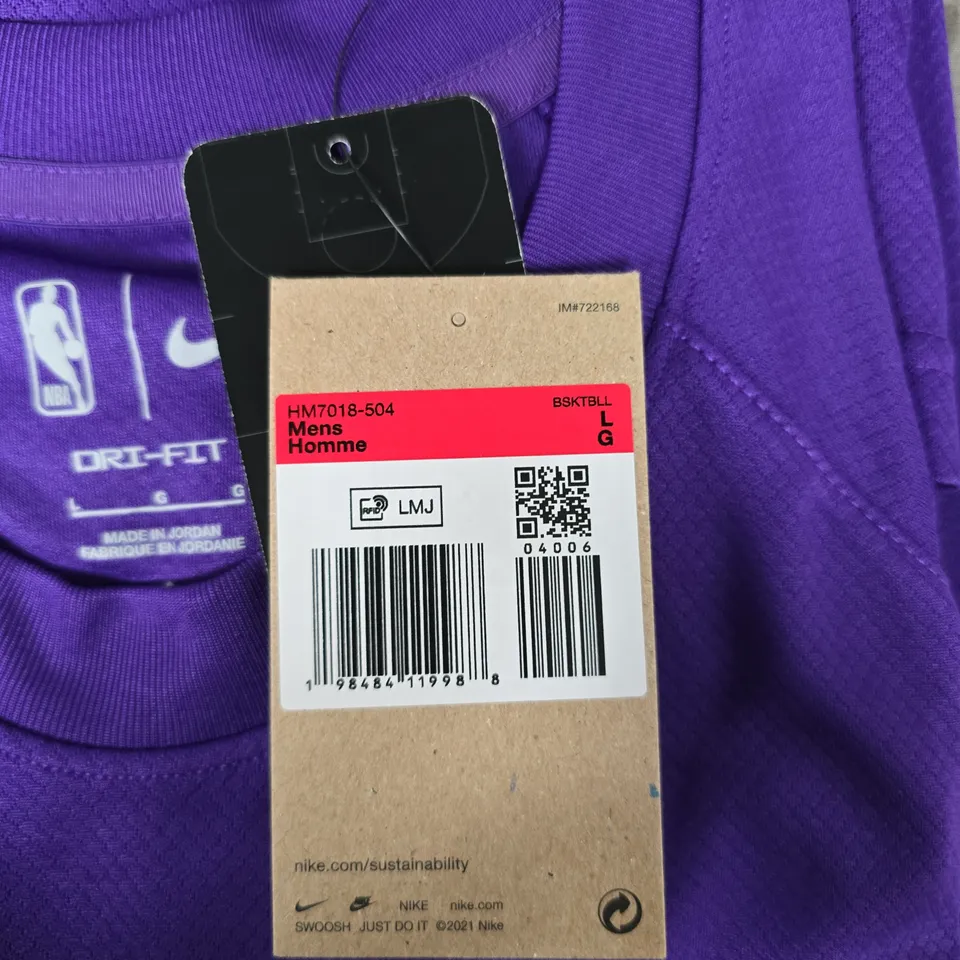 IM#722168
HM7018-504
BSKTBLL
Mens
L
Homme
G
RFID LMJ
04006
1 98484 11998 8
nike.com/sustainability
NIKE nike.com
SWOOSH JUST DO IT ©2021 Nike
NBA
DRI-FIT
L G G
MADE IN JORDAN
FABRIQUE EN JORDANIE